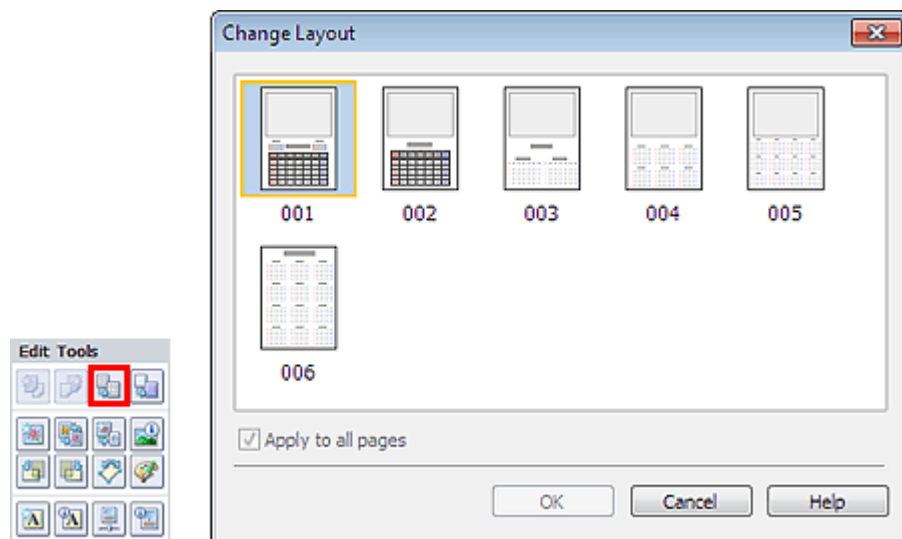 Change Layout
001 002 003 004 005
006
Edit Tools
Apply to all pages
OK Cancel Help